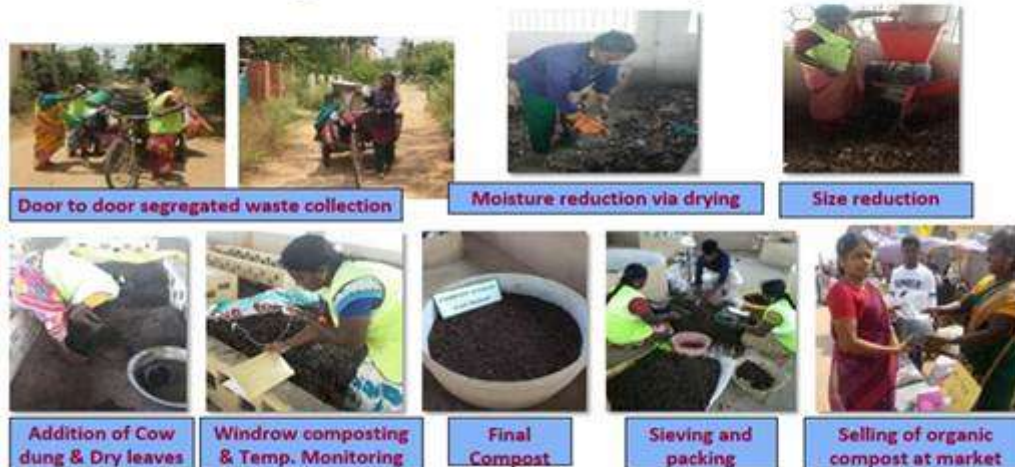 Door to door segregated waste collection
Moisture reduction via drying
Size reduction
Addition of Cow
dung & Dry leaves
Windrow composting
& Temp. Monitoring
Final
Compost
Sieving and
packing
Selling of organic
compost at market